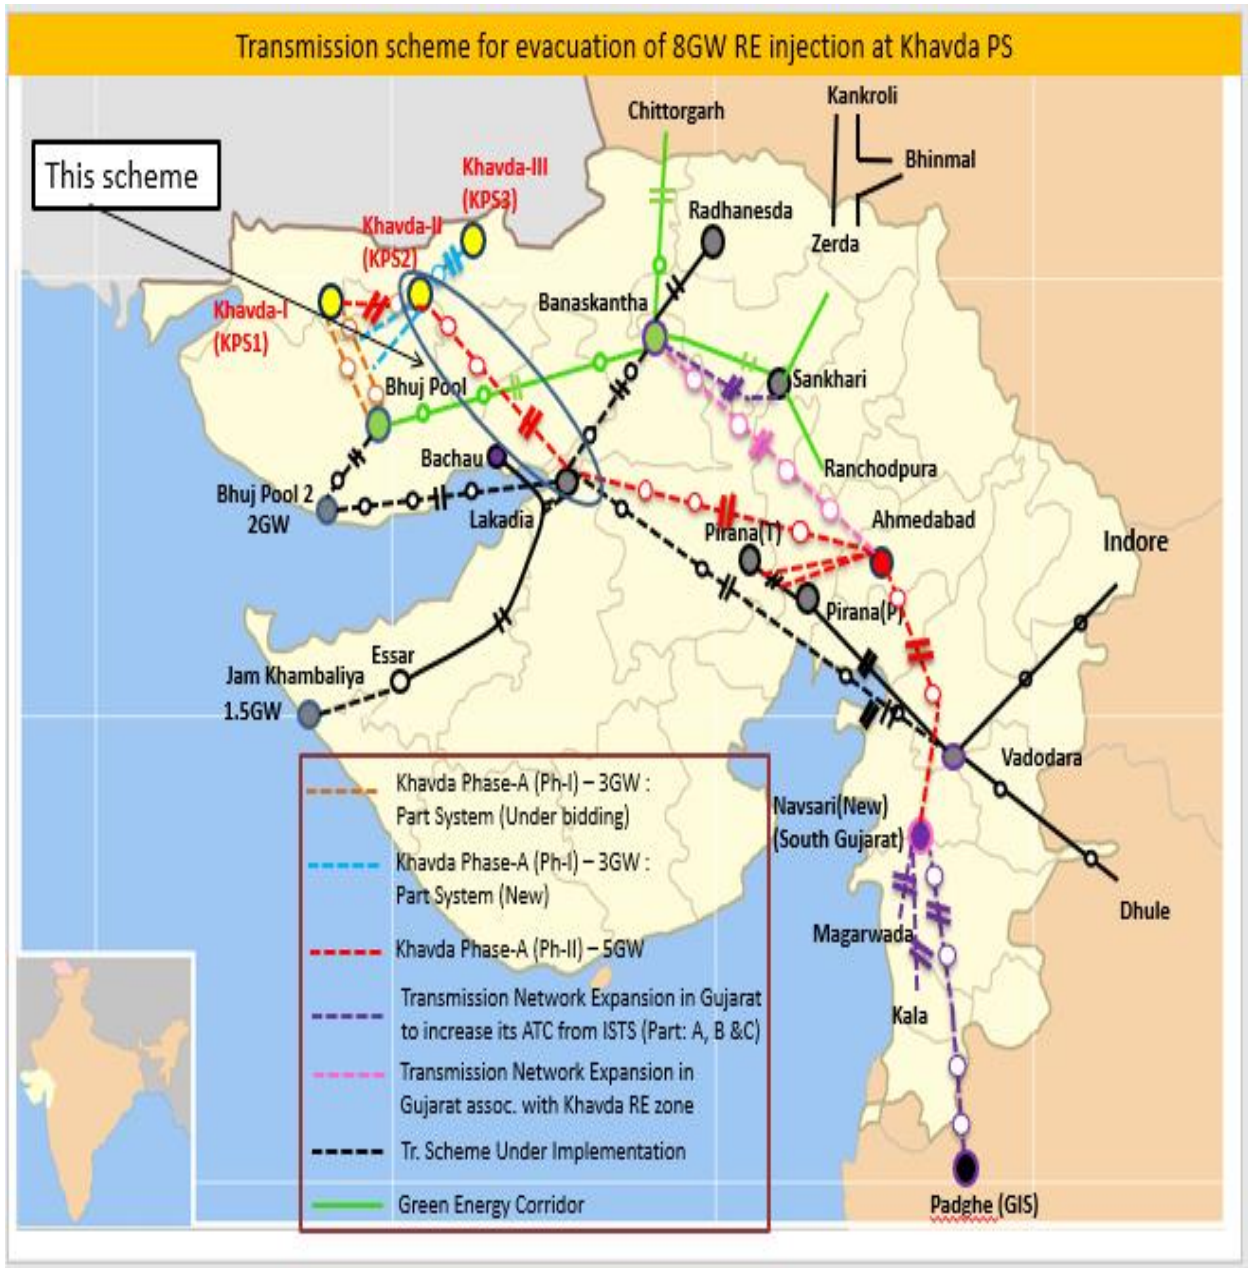 Transmission scheme for evacuation of 8GW RE injection at Khavda PS
Kankroli
Chittorgarh
Bhinmal
This scheme
Khavda-III
(KPS3)
Radhanesda
Khavda-II
(KPS2)
Zerda
Khavda-I
(KPS1)
Banaskantha
Bhuj Pool
Sankhari
Bachau
Ranchodpura
Bhuj Pool 2
2GW
Lakadia
Pirana(T)
Ahmedabad
Indore
Pirana(P)
Essar
Jam Khambaliya
1.5GW
Vadodara
Navsari(New)
(South Gujarat)
Dhule
Magarwada
Kala
Padghe (GIS)
Khavda Phase-A (Ph-I) – 3GW :
Part System (Under bidding)
Khavda Phase-A (Ph-I) – 3GW :
Part System (New)
Khavda Phase-A (Ph-II) – 5GW
Transmission Network Expansion in Gujarat
to increase its ATC from ISTS (Part: A, B &C)
Transmission Network Expansion in
Gujarat assoc. with Khavda RE zone
Tr. Scheme Under Implementation
Green Energy Corridor